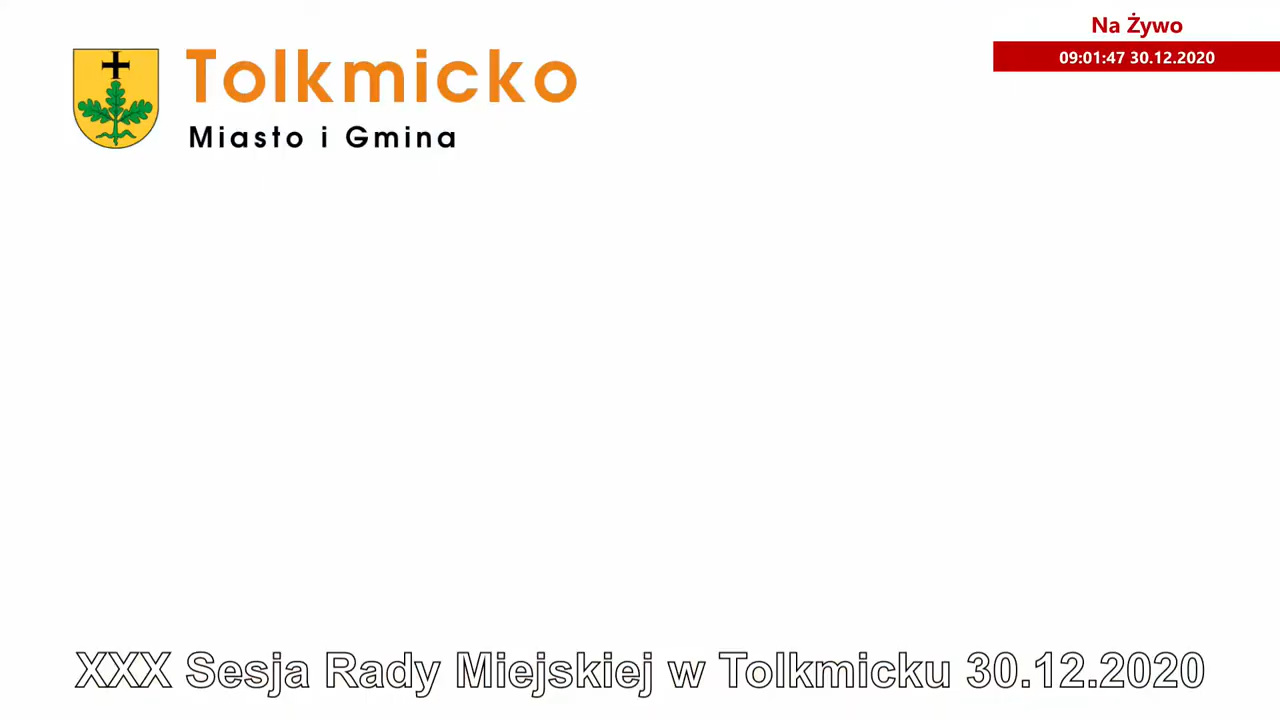 Na Żywo
09:01:47 30.12.2020
Tolkmicko
Miasto i Gmina
XXX Sesja Rady Miejskiej w Tolkmicku 30.12.2020